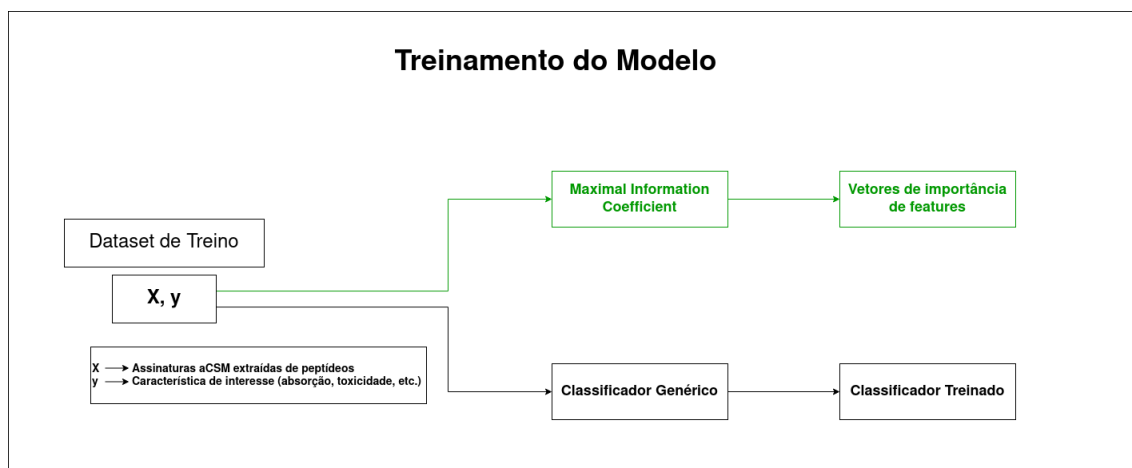 Treinamento do Modelo
Maximal Information
Coefficient
Vetores de importância
de features
Dataset de Treino
X, y
X Assinaturas aCSM extraídas de peptídeos
y Característica de interesse (absorção, toxicidade, etc.)
Classificador Genérico
Classificador Treinado